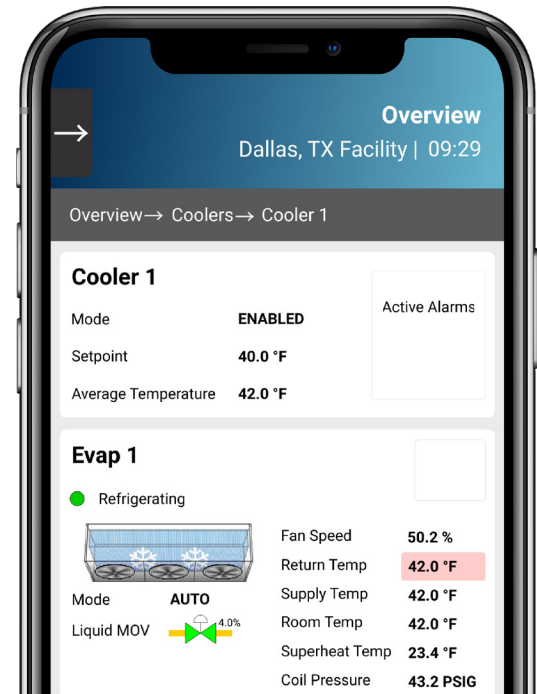 Overview
Dallas, TX Facility | 09:29
Overview→ Coolers→ Cooler 1
Cooler 1
Active Alarms
Mode ENABLED
Setpoint 40.0 °F
Average Temperature 42.0 °F
Evap 1
Refrigerating
Fan Speed 50.2 %
Return Temp 42.0 °F
Supply Temp 42.0 °F
Mode AUTO
Room Temp 42.0 °F
Liquid MOV 4.0%
Superheat Temp 23.4 °F
Coil Pressure 43.2 PSIG